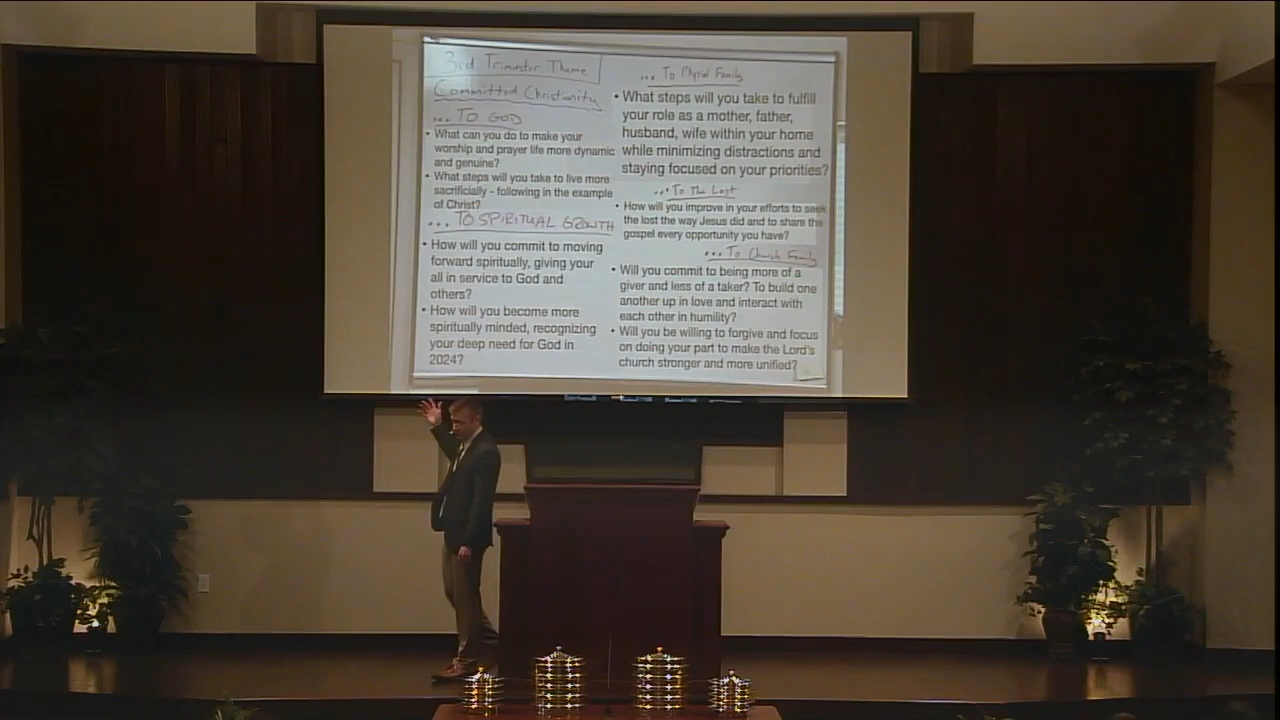 3rd Trimester Theme
Committed Christianity
... TO GOD
• What can you do to make your
worship and prayer life more dynamic
and genuine?
• What steps will you take to live more
sacrificially - following in the example
of Christ?
... TO SPIRITUAL GROWTH
• How will you commit to moving
forward spiritually, giving your
all in service to God and
others?
• How will you become more
spiritually minded, recognizing
your deep need for God in
2024?
... To Physical Family
• What steps will you take to fulfill
your role as a mother, father,
husband, wife within your home
while minimizing distractions and
staying focused on your priorities?
... To The Lost
• How will you improve in your efforts to seek
the lost the way Jesus did and to share the
gospel every opportunity you have?
... To Church Family
• Will you commit to being more of a
giver and less of a taker? To build one
another up in love and interact with
each other in humility?
• Will you be willing to forgive and focus
on doing your part to make the Lord's
church stronger and more unified?